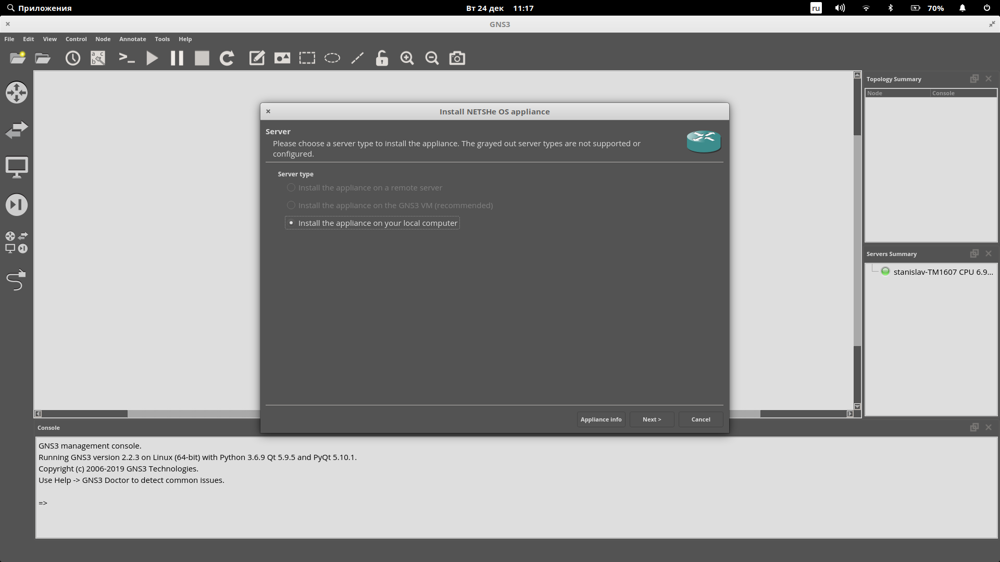 Приложения
Вт 24 дек 11:17
ru
70%
GNS3
File Edit View Control Node Annotate Tools Help
a c
b
Topology Summary
Node Console
Install NETSHe OS appliance
Server
Please choose a server type to install the appliance. The grayed out server types are not supported or
configured.
Server type
Install the appliance on a remote server
Install the appliance on the GNS3 VM (recommended)
Install the appliance on your local computer
Appliance info Next > Cancel
Servers Summary
stanislav-TM1607 CPU 6.9...
Console
GNS3 management console.
Running GNS3 version 2.2.3 on Linux (64-bit) with Python 3.6.9 Qt 5.9.5 and PyQt 5.10.1.
Copyright (c) 2006-2019 GNS3 Technologies.
Use Help -> GNS3 Doctor to detect common issues.
=>